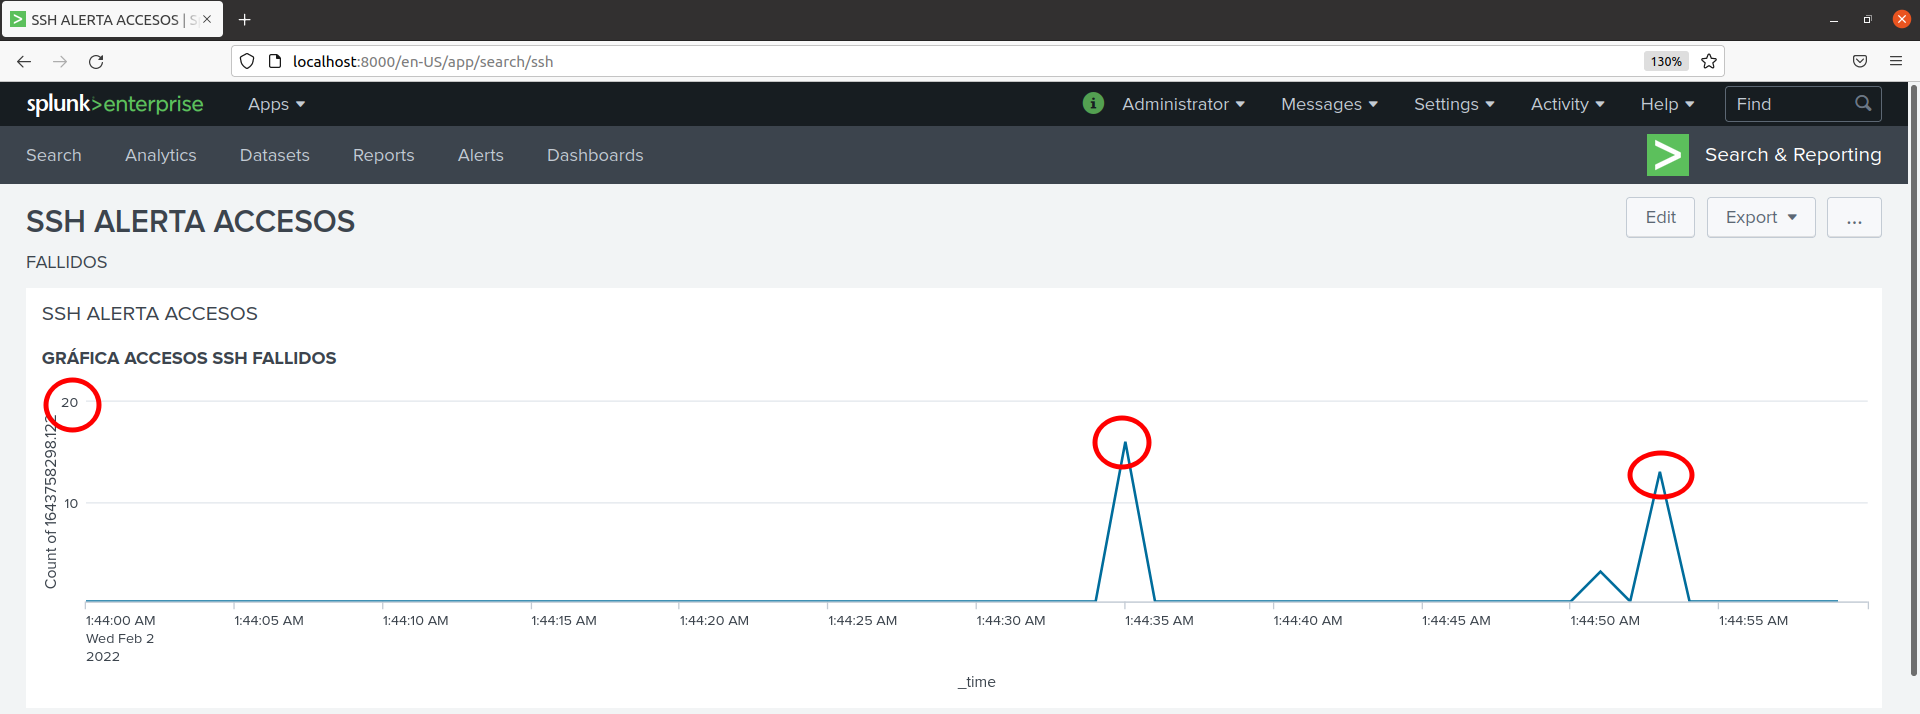 SSH ALERTA ACCESOS | S
localhost:8000/en-US/app/search/ssh
130%
splunk>enterprise
Apps
Administrator
Messages
Settings
Activity
Help
Find
Search
Analytics
Datasets
Reports
Alerts
Dashboards
Search & Reporting
SSH ALERTA ACCESOS
Edit
Export
...
FALLIDOS
SSH ALERTA ACCESOS
GRÁFICA ACCESOS SSH FALLIDOS
20
10
Count of 1643758298.12
1:44:00 AM
Wed Feb 2
2022
1:44:05 AM
1:44:10 AM
1:44:15 AM
1:44:20 AM
1:44:25 AM
1:44:30 AM
1:44:35 AM
1:44:40 AM
1:44:45 AM
1:44:50 AM
1:44:55 AM
_time